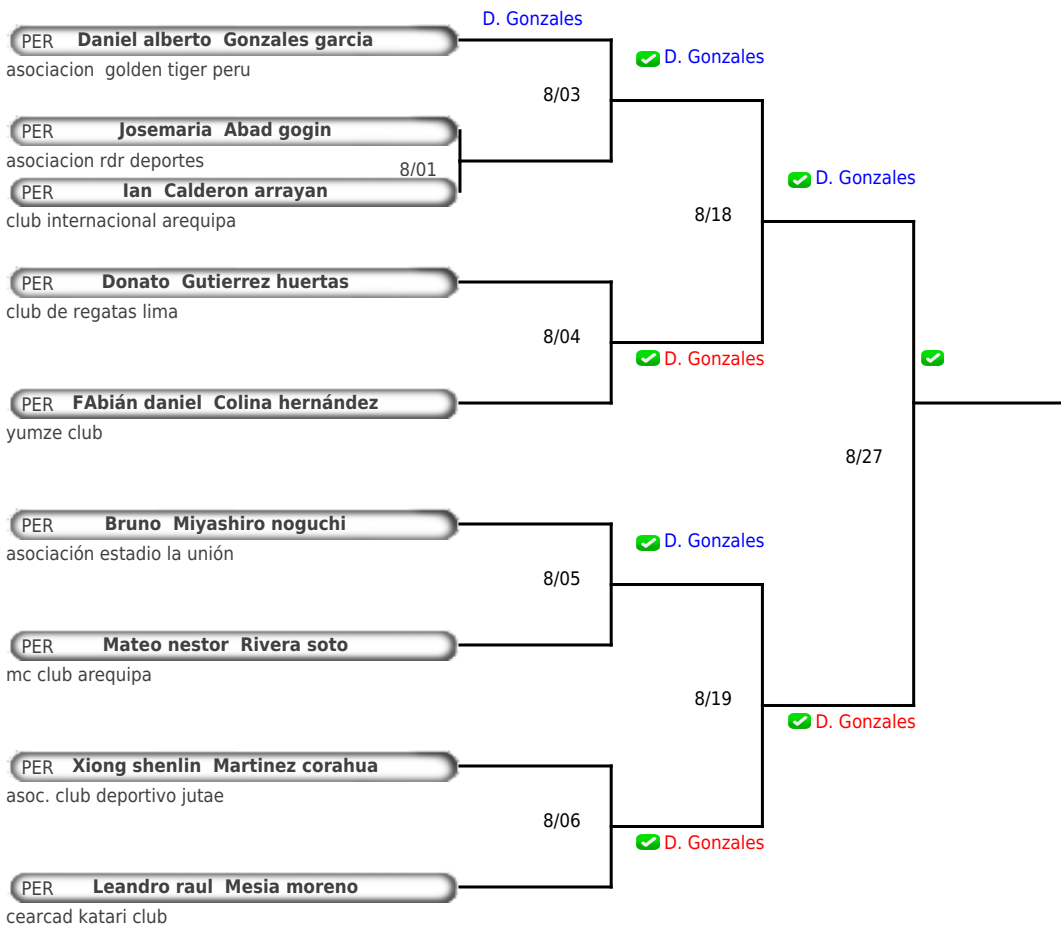 D. Gonzales
PER Daniel alberto Gonzales garcia
asociacion golden tiger peru
D. Gonzales
8/03
PER Josemaria Abad gogin
asociacion rdr deportes
8/01
PER Ian Calderon arrayan
club internacional arequipa
D. Gonzales
8/18
PER Donato Gutierrez huertas
club de regatas lima
8/04
D. Gonzales
PER FAbián daniel Colina hernández
yumze club
8/27
PER Bruno Miyashiro noguchi
asociación estadio la unión
D. Gonzales
8/05
PER Mateo nestor Rivera soto
mc club arequipa
8/19
D. Gonzales
PER Xiong shenlin Martinez corahua
asoc. club deportivo jutae
8/06
D. Gonzales
PER Leandro raul Mesia moreno
cearcad katari club